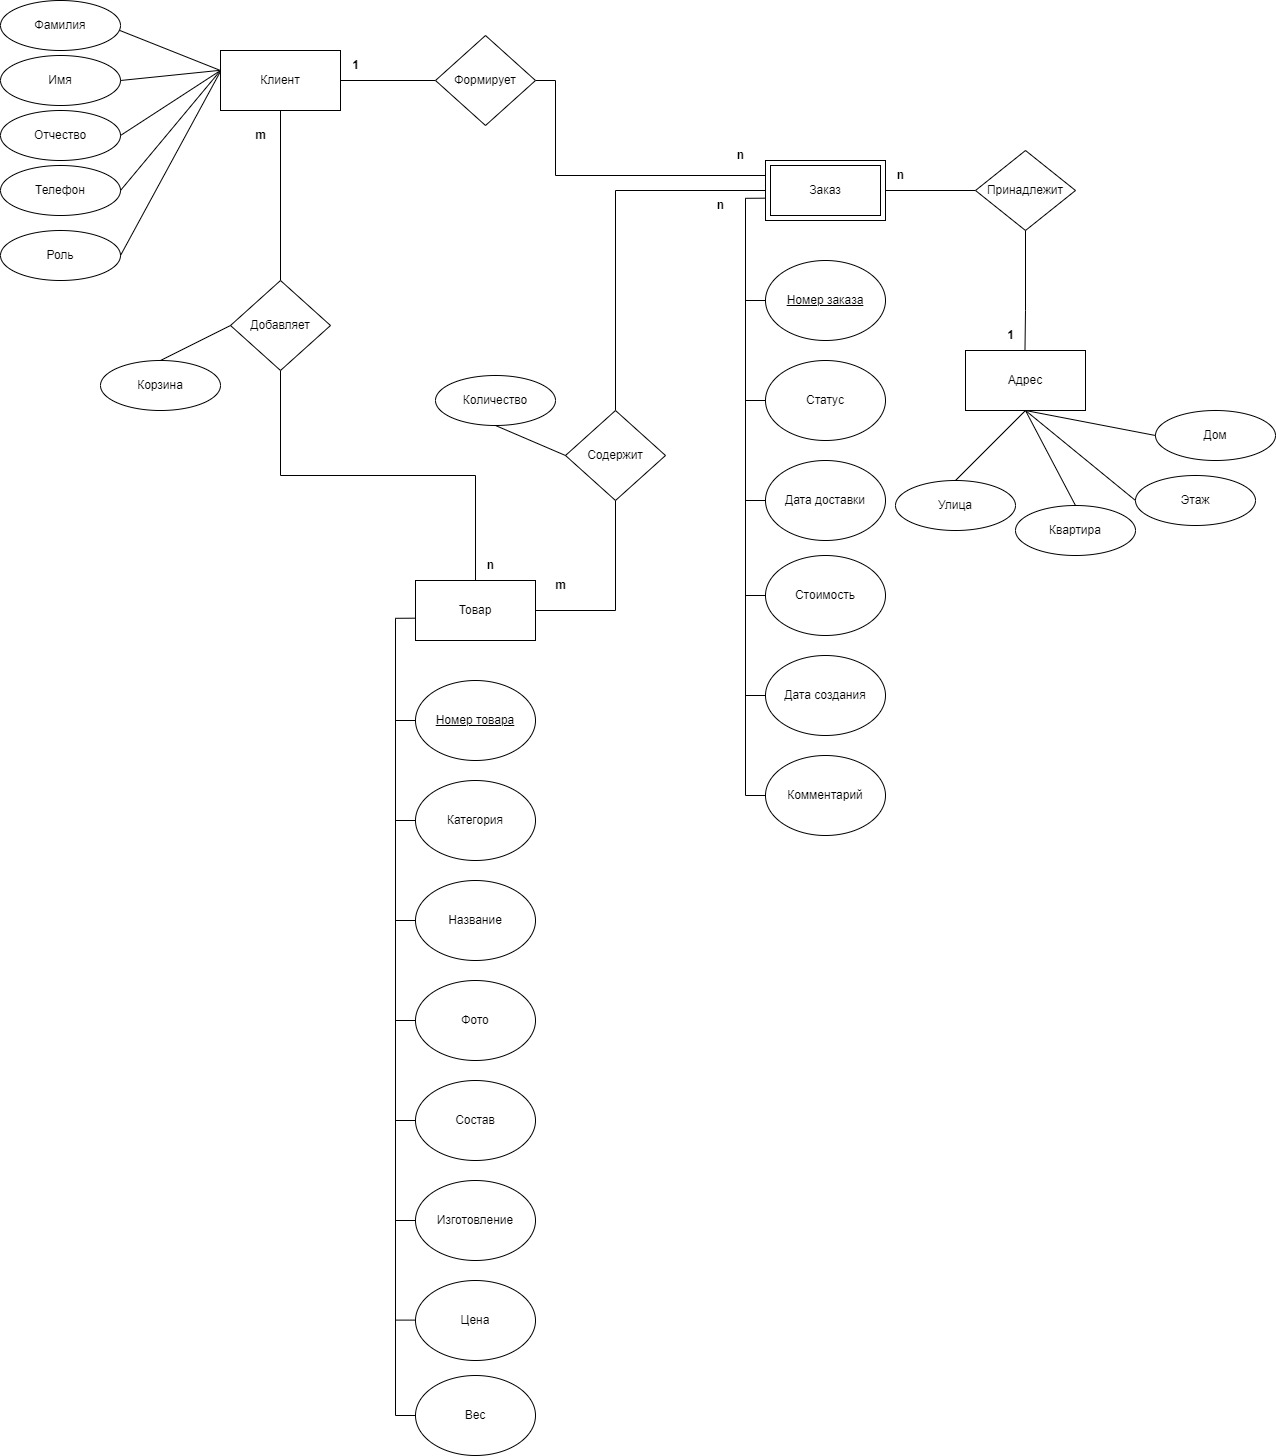 Фамилия
Имя
Отчество
Телефон
Роль
Клиент
1
Формирует
m
n
Заказ
n
n
Принадлежит
Добавляет
Корзина
Количество
Содержит
Номер заказа
Статус
Дата доставки
Стоимость
Дата создания
Комментарий
1
Адрес
Дом
Этаж
Улица
Квартира
n
m
Товар
Номер товара
Категория
Название
Фото
Состав
Изготовление
Цена
Вес